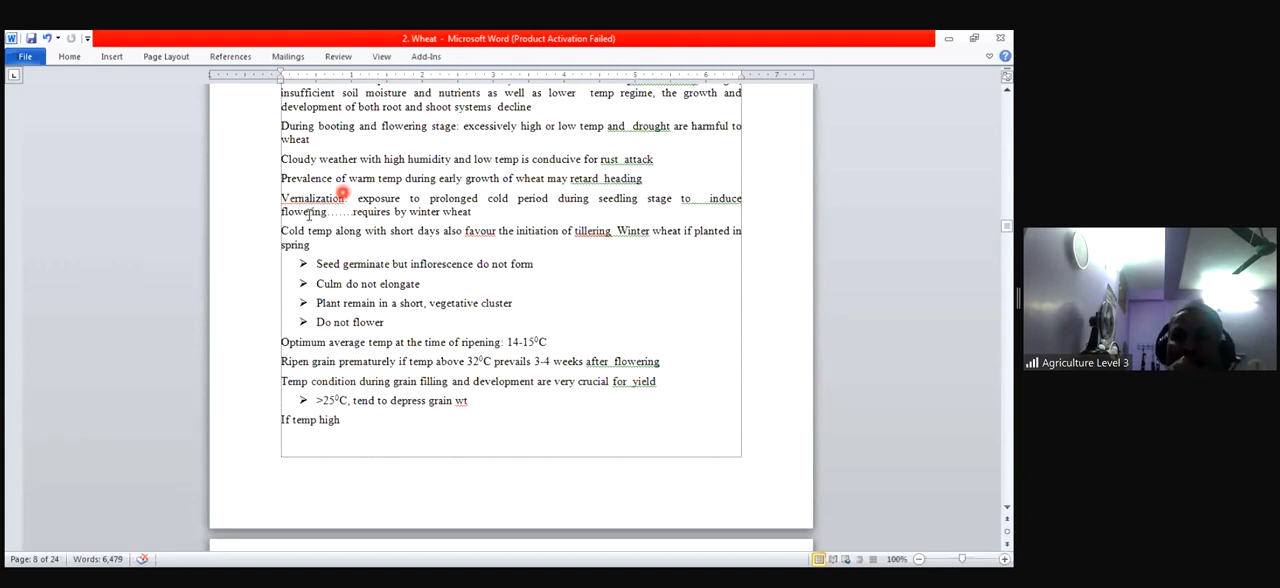 2. Wheat - Microsoft Word (Product Activation Failed)
File Home Insert Page Layout References Mailings Review View Add-Ins
1 2 3 4 5 6 7
insufficient soil moisture and nutrients as well as lower temp regime, the growth and
development of both root and shoot systems decline
During booting and flowering stage: excessively high or low temp and drought are harmful to
wheat
Cloudy weather with high humidity and low temp is conducive for rust attack
Prevalence of warm temp during early growth of wheat may retard heading
Vernalization: exposure to prolonged cold period during seedling stage to induce
flowering.......requires by winter wheat
Cold temp along with short days also favour the initiation of tillering Winter wheat if planted in
spring
➢ Seed germinate but inflorescence do not form
➢ Culm do not elongate
➢ Plant remain in a short, vegetative cluster
➢ Do not flower
Optimum average temp at the time of ripening: 14-15⁰C
Ripen grain prematurely if temp above 32⁰C prevails 3-4 weeks after flowering
Temp condition during grain filling and development are very crucial for yield
➢ >25⁰C, tend to depress grain wt
If temp high
Agriculture Level 3
Page: 8 of 24 Words: 6,479 100%